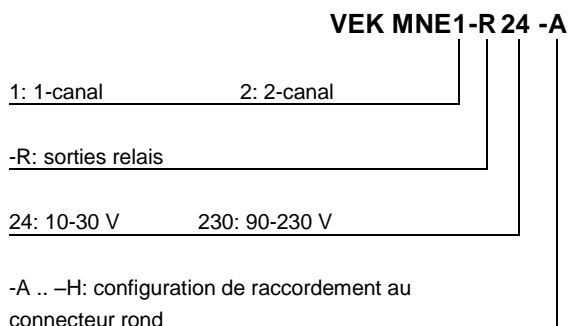 VEK MNE1-R 24 -A
1: 1-canal 2: 2-canal
-R: sorties relais
24: 10-30 V 230: 90-230 V
-A .. –H: configuration de raccordement au
connecteur rond